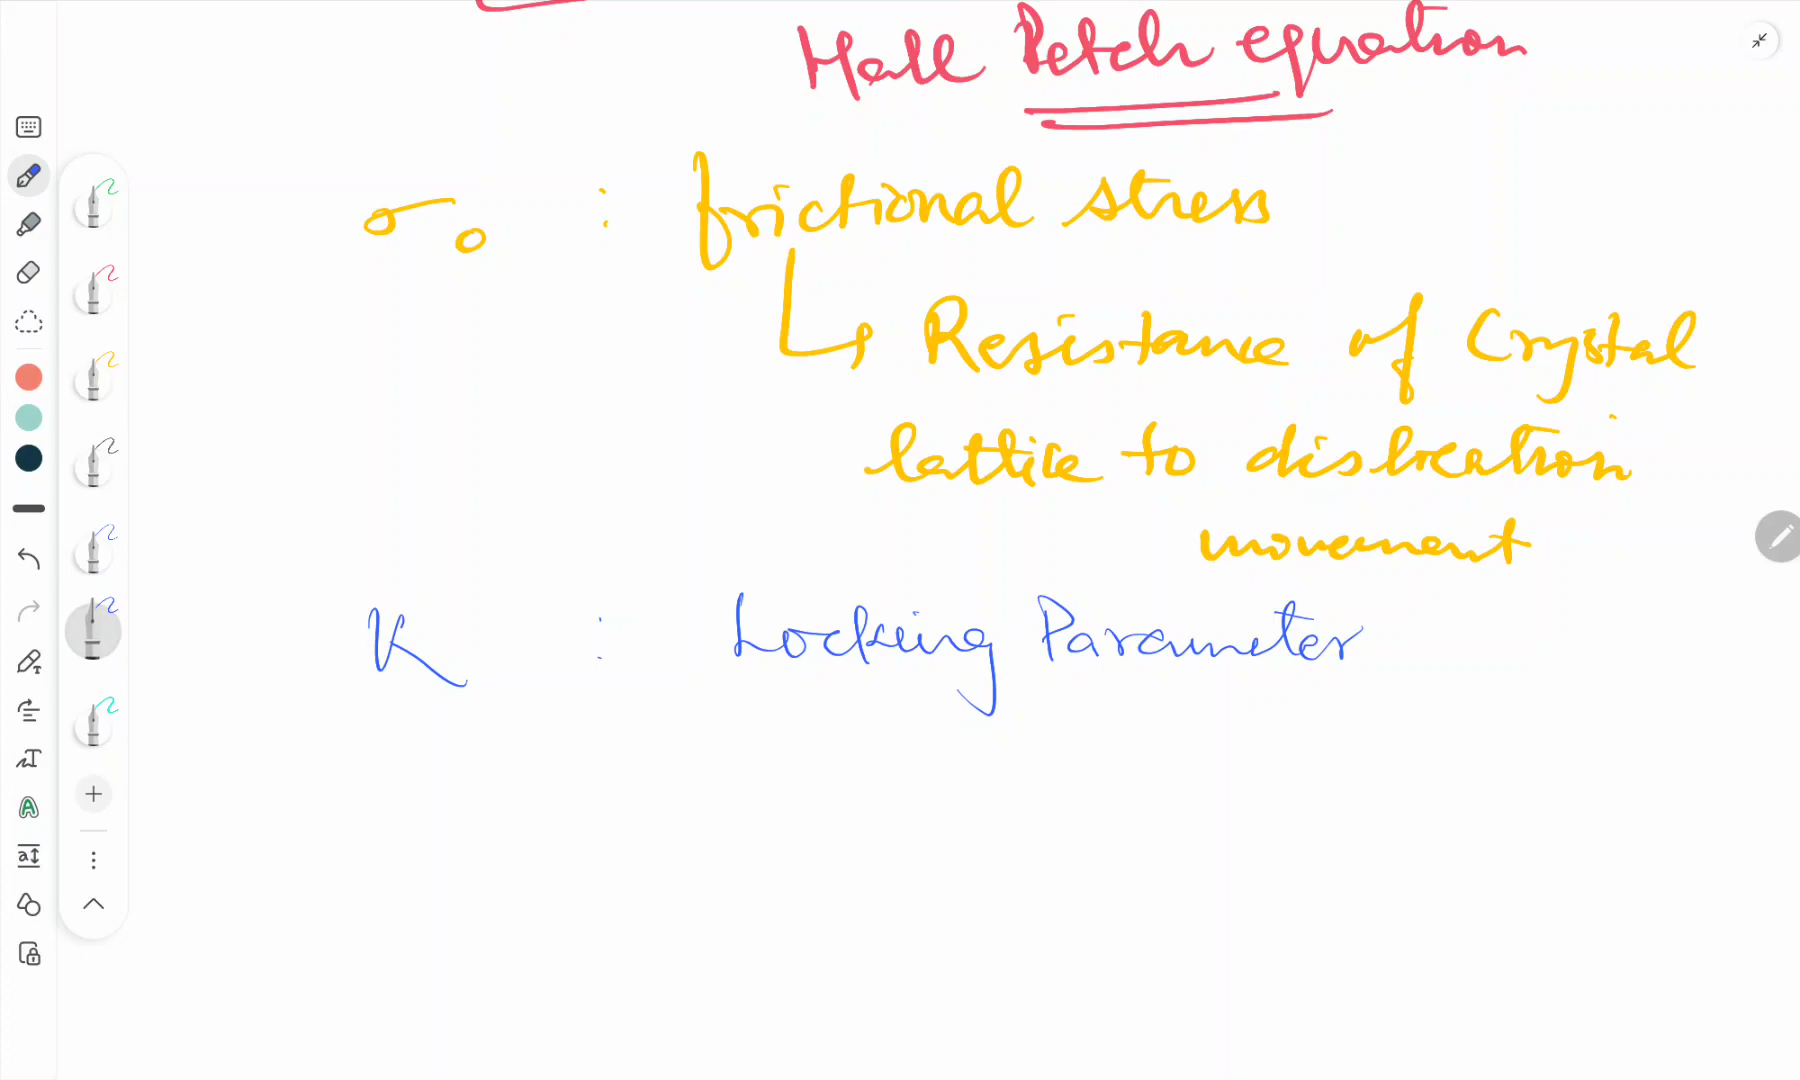 Hall Petch equation
σ₀ : frictional stress
↳ Resistance of Crystal
lattice to dislocation
movement
K : Locking Parameter